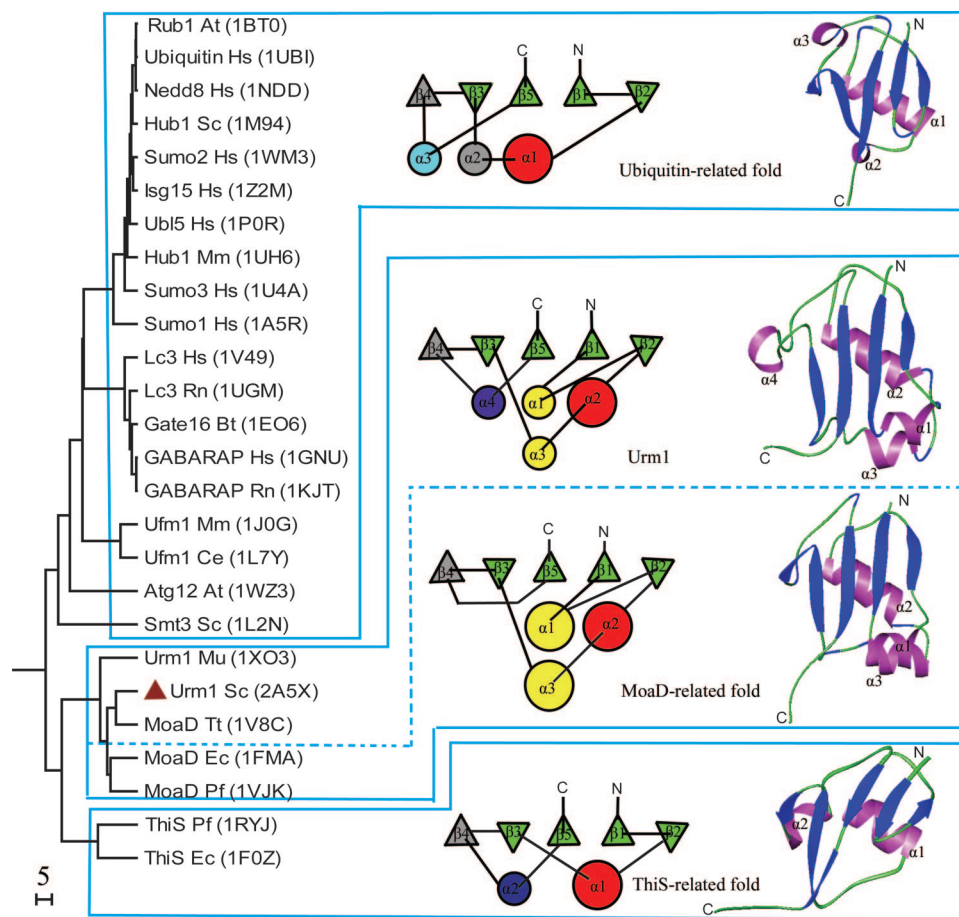 Rub1 At (1BT0)
Ubiquitin Hs (1UBI)
Nedd8 Hs (1NDD)
Hub1 Sc (1M94)
Sumo2 Hs (1WM3)
Isg15 Hs (1Z2M)
Ubl5 Hs (1P0R)
Hub1 Mm (1UH6)
Sumo3 Hs (1U4A)
Sumo1 Hs (1A5R)
Lc3 Hs (1V49)
Lc3 Rn (1UGM)
Gate16 Bt (1EO6)
GABARAP Hs (1GNU)
GABARAP Rn (1KJT)
Ufm1 Mm (1J0G)
Ufm1 Ce (1L7Y)
Atg12 At (1WZ3)
Smt3 Sc (1L2N)
Urm1 Mu (1XO3)
Urm1 Sc (2A5X)
MoaD Tt (1V8C)
MoaD Ec (1FMA)
MoaD Pf (1VJK)
ThiS Pf (1RYJ)
ThiS Ec (1F0Z)
5
C N
β4 β3 β5 β1 β2
α3 α2 α1
Ubiquitin-related fold
N
α3
α1
α2
C
C N
β4 β3 β5 β1 β2
α4 α1 α2
α3
Urm1
N
α4
α2
α1
α3
C
C N
β4 β3 β5 β1 β2
α1 α2
α3
MoaD-related fold
N
α2
α1
α3
C
C N
β4 β3 β5 β1 β2
α2 α1
ThiS-related fold
N
α2
α1
C